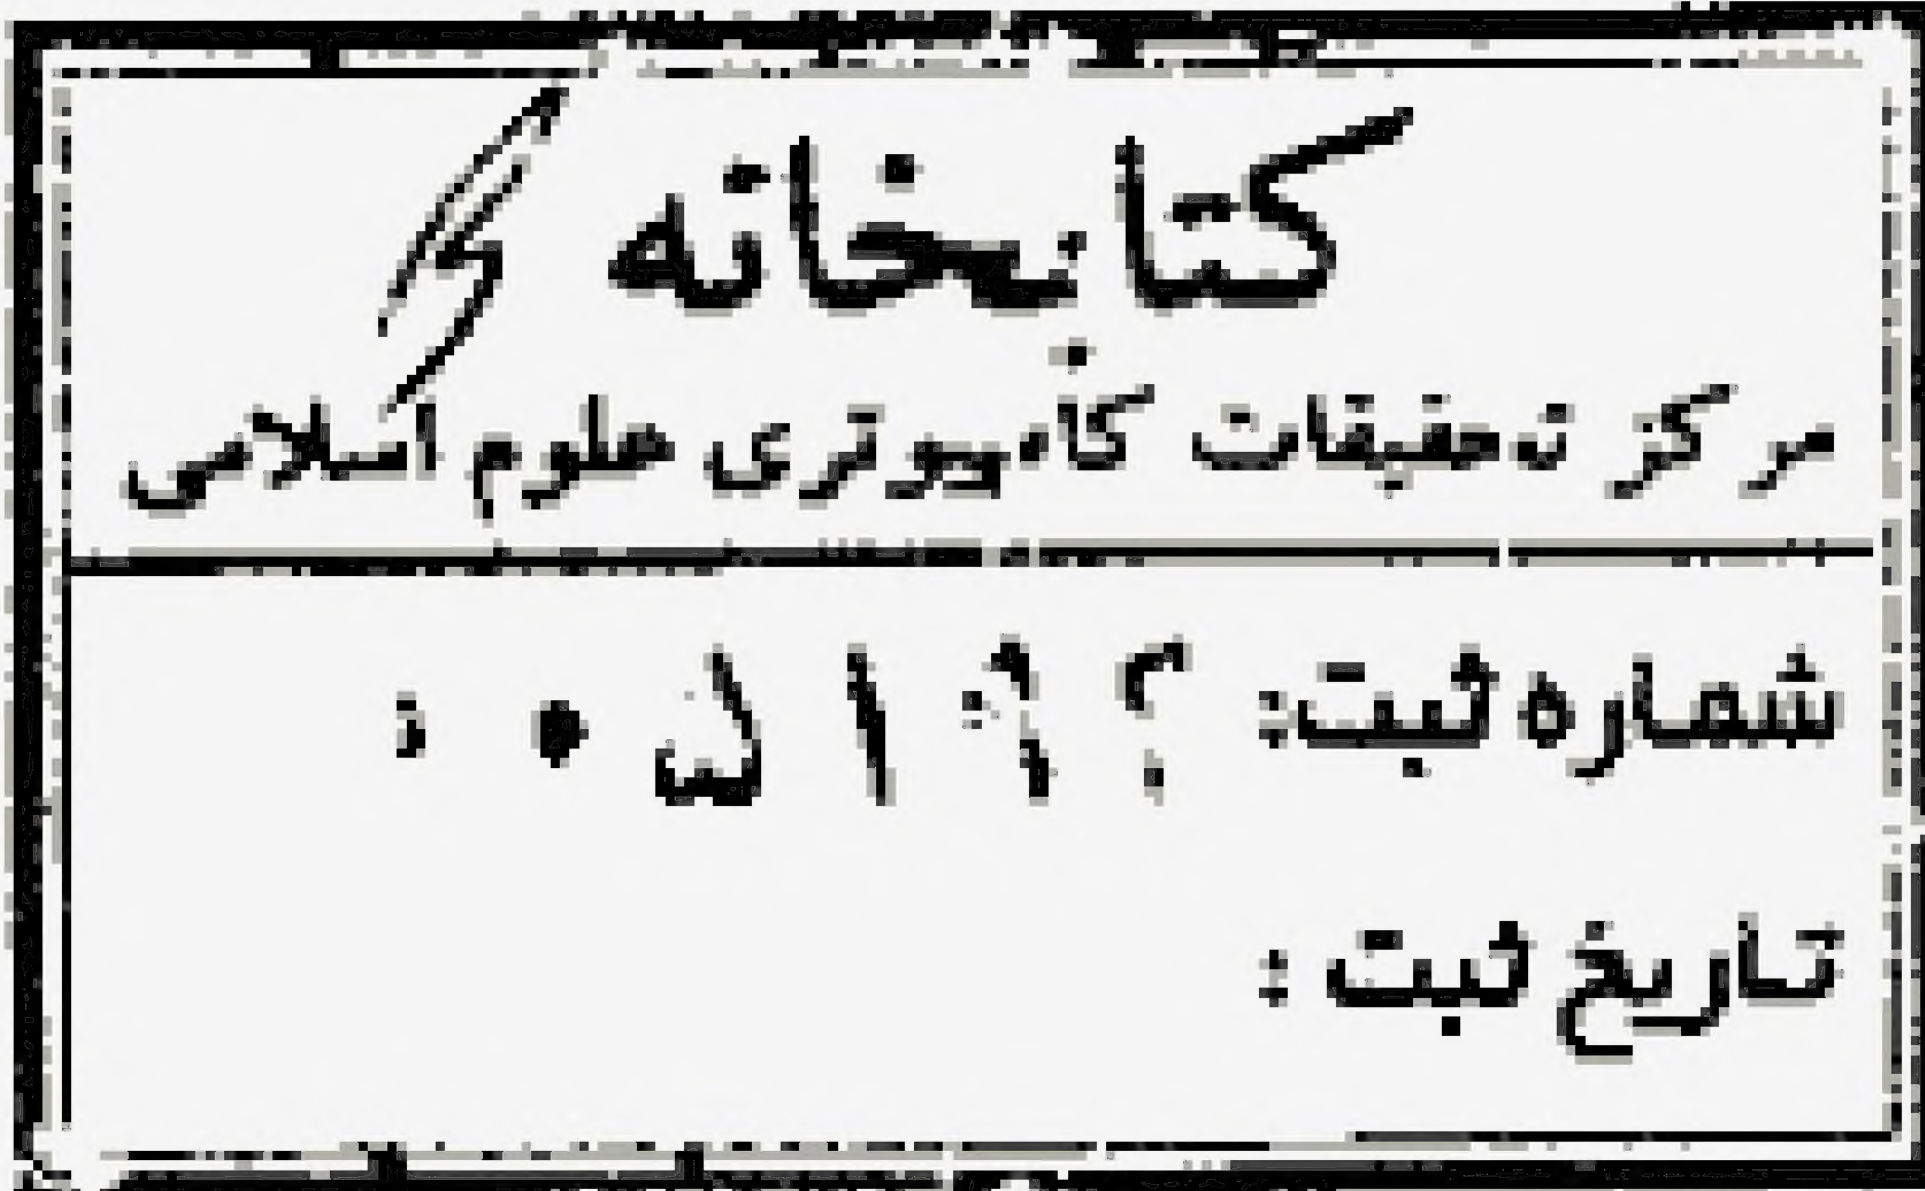 کتابخانه
مرکز تحقیقات کامپیوتری علوم اسلامی
شماره ثبت:
تاریخ ثبت :